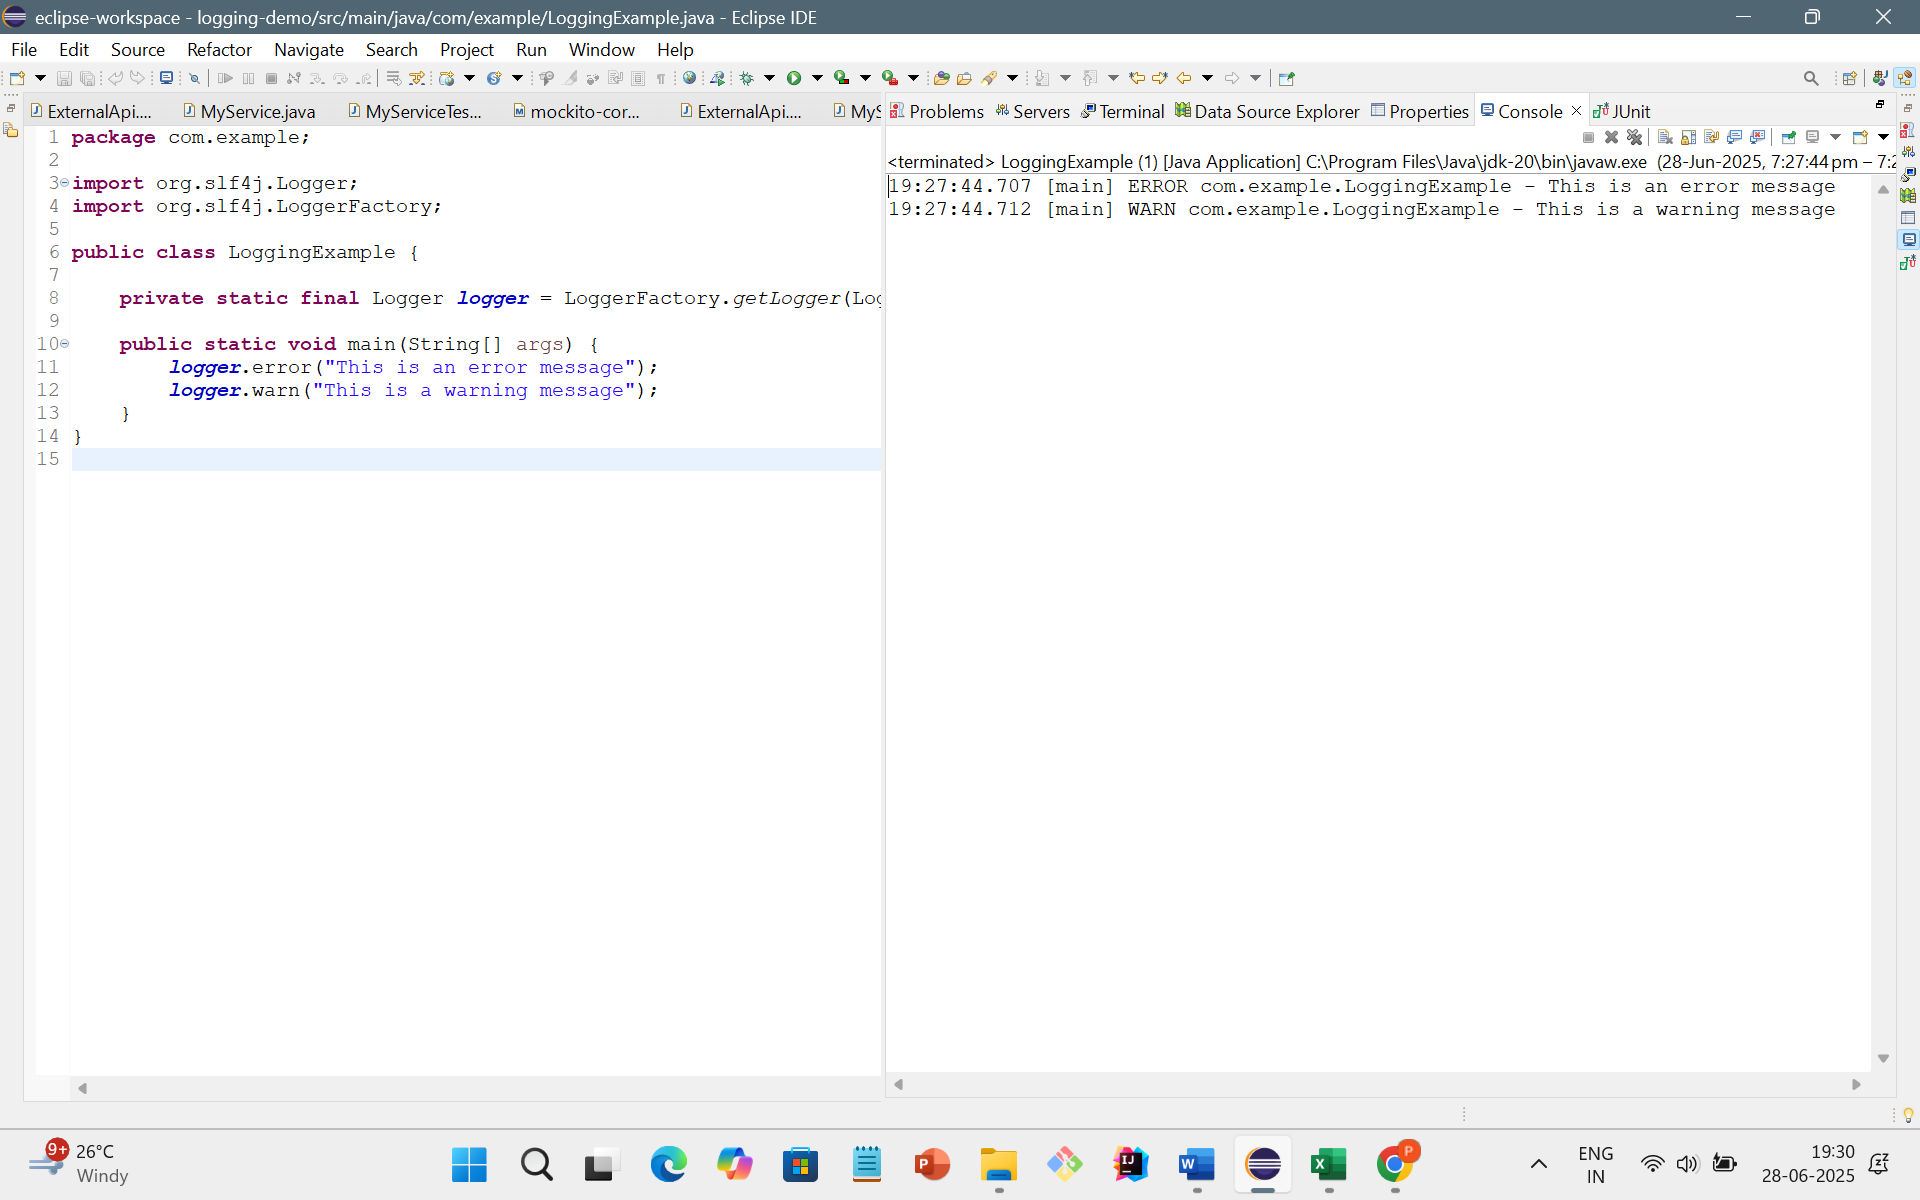 eclipse-workspace - logging-demo/src/main/java/com/example/LoggingExample.java - Eclipse IDE
File Edit Source Refactor Navigate Search Project Run Window Help
ExternalApi.... MyService.java MyServiceTes... mockito-cor... ExternalApi.... MyS
1 package com.example;
2
3 import org.slf4j.Logger;
4 import org.slf4j.LoggerFactory;
5
6 public class LoggingExample {
7
8 private static final Logger logger = LoggerFactory.getLogger(Log
9
10 public static void main(String[] args) {
11 logger.error("This is an error message");
12 logger.warn("This is a warning message");
13 }
14 }
15
Problems Servers Terminal Data Source Explorer Properties Console JUnit
<terminated> LoggingExample (1) [Java Application] C:\Program Files\Java\jdk-20\bin\javaw.exe (28-Jun-2025, 7:27:44 pm – 7:2
19:27:44.707 [main] ERROR com.example.LoggingExample - This is an error message
19:27:44.712 [main] WARN com.example.LoggingExample - This is a warning message
9+
26°C
Windy
P
IJ
W
X
P
ENG
IN
19:30
28-06-2025